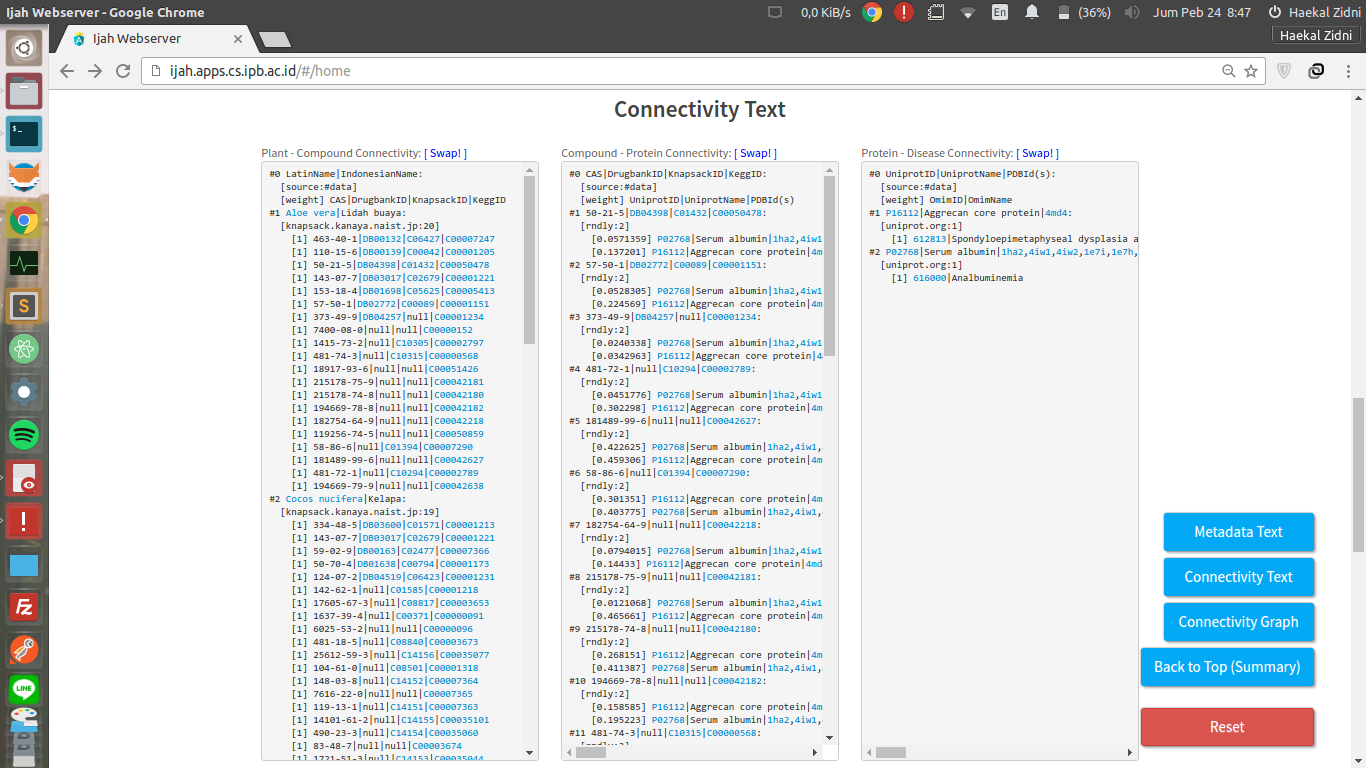 Ijah Webserver - Google Chrome
0,0 KiB/s
En
(36%)
Jum Peb 24 8:47
Haekal Zidni
Ijah Webserver
Haekal Zidni
ijah.apps.cs.ipb.ac.id/#/home
Connectivity Text
Plant - Compound Connectivity: [ Swap! ]
#0 LatinName|IndonesianName:
[source:#data]
[weight] CAS|DrugbankID|KnapsackID|KeggID
#1 Aloe vera|Lidah buaya:
[knapsack.kanaya.naist.jp:20]
[1] 463-40-1|DB00132|C06427|C00007247
[1] 110-15-6|DB00139|C00042|C00001205
[1] 50-21-5|DB04398|C01432|C00050478
[1] 143-07-7|DB03017|C02679|C00001221
[1] 153-18-4|DB01698|C05625|C00005413
[1] 57-50-1|DB02772|C00089|C00001151
[1] 373-49-9|DB04257|null|C00001234
[1] 7400-08-0|null|null|C00000152
[1] 1415-73-2|null|C10305|C00002797
[1] 481-74-3|null|C10315|C00000568
[1] 18917-93-6|null|null|C00051426
[1] 215178-75-9|null|null|C00042181
[1] 215178-74-8|null|null|C00042180
[1] 194669-78-8|null|null|C00042182
[1] 182754-64-9|null|null|C00042218
[1] 119256-74-5|null|null|C00050859
[1] 58-86-6|null|C01394|C00007290
[1] 181489-99-6|null|null|C00042627
[1] 481-72-1|null|C10294|C00002789
[1] 194669-79-9|null|null|C00042638
#2 Cocos nucifera|Kelapa:
[knapsack.kanaya.naist.jp:19]
[1] 334-48-5|DB03600|C01571|C00001213
[1] 143-07-7|DB03017|C02679|C00001221
[1] 59-02-9|DB00163|C02477|C00007366
[1] 50-70-4|DB01638|C00794|C00001173
[1] 124-07-2|DB04519|C06423|C00001231
[1] 142-62-1|null|C01585|C00001218
[1] 17605-67-3|null|C08817|C00003653
[1] 1637-39-4|null|C00371|C00000091
[1] 6025-53-2|null|null|C00000096
[1] 481-18-5|null|C08840|C00003673
[1] 25612-59-3|null|C14156|C00035077
[1] 104-61-0|null|C08501|C00001318
[1] 148-03-8|null|C14152|C00007364
[1] 7616-22-0|null|null|C00007365
[1] 119-13-1|null|C14151|C00007363
[1] 14101-61-2|null|C14155|C00035101
[1] 490-23-3|null|C14154|C00035060
[1] 83-48-7|null|null|C00003674
[1] 1721-51-3|null|C14153|C00035044
Compound - Protein Connectivity: [ Swap! ]
#0 CAS|DrugbankID|KnapsackID|KeggID:
[source:#data]
[weight] UniprotID|UniprotName|PDBId(s)
#1 50-21-5|DB04398|C01432|C00050478:
[rndly:2]
[0.0571359] P02768|Serum albumin|1ha2,4iw1
[0.137201] P16112|Aggrecan core protein|4m
#2 57-50-1|DB02772|C00089|C00001151:
[rndly:2]
[0.0528305] P02768|Serum albumin|1ha2,4iw1
[0.224569] P16112|Aggrecan core protein|4m
#3 373-49-9|DB04257|null|C00001234:
[rndly:2]
[0.0240338] P02768|Serum albumin|1ha2,4iw1
[0.0342963] P16112|Aggrecan core protein|4
#4 481-72-1|null|C10294|C00002789:
[rndly:2]
[0.0451776] P02768|Serum albumin|1ha2,4iw1
[0.302298] P16112|Aggrecan core protein|4md
#5 181489-99-6|null|null|C00042627:
[rndly:2]
[0.422625] P02768|Serum albumin|1ha2,4iw1,
[0.459306] P16112|Aggrecan core protein|4md
#6 58-86-6|null|C01394|C00007290:
[rndly:2]
[0.301351] P16112|Aggrecan core protein|4md
[0.403775] P02768|Serum albumin|1ha2,4iw1,
#7 182754-64-9|null|null|C00042218:
[rndly:2]
[0.0794015] P02768|Serum albumin|1ha2,4iw1
[0.14433] P16112|Aggrecan core protein|4md
#8 215178-75-9|null|null|C00042181:
[rndly:2]
[0.0121068] P02768|Serum albumin|1ha2,4iw1
[0.465661] P16112|Aggrecan core protein|4md
#9 215178-74-8|null|null|C00042180:
[rndly:2]
[0.268151] P16112|Aggrecan core protein|4md
[0.411387] P02768|Serum albumin|1ha2,4iw1,
#10 194669-78-8|null|null|C00042182:
[rndly:2]
[0.158585] P16112|Aggrecan core protein|4md
[0.195223] P02768|Serum albumin|1ha2,4iw1,
#11 481-74-3|null|C10315|C00000568:
Protein - Disease Connectivity: [ Swap! ]
#0 UniprotID|UniprotName|PDBId(s):
[source:#data]
[weight] OmimID|OmimName
#1 P16112|Aggrecan core protein|4md4:
[uniprot.org:1]
[1] 612813|Spondyloepimetaphyseal dysplasia a
#2 P02768|Serum albumin|1ha2,4iw1,4iw2,1e7i,1e7h,
[uniprot.org:1]
[1] 616000|Analbuminemia
Metadata Text
Connectivity Text
Connectivity Graph
Back to Top (Summary)
Reset
LINE